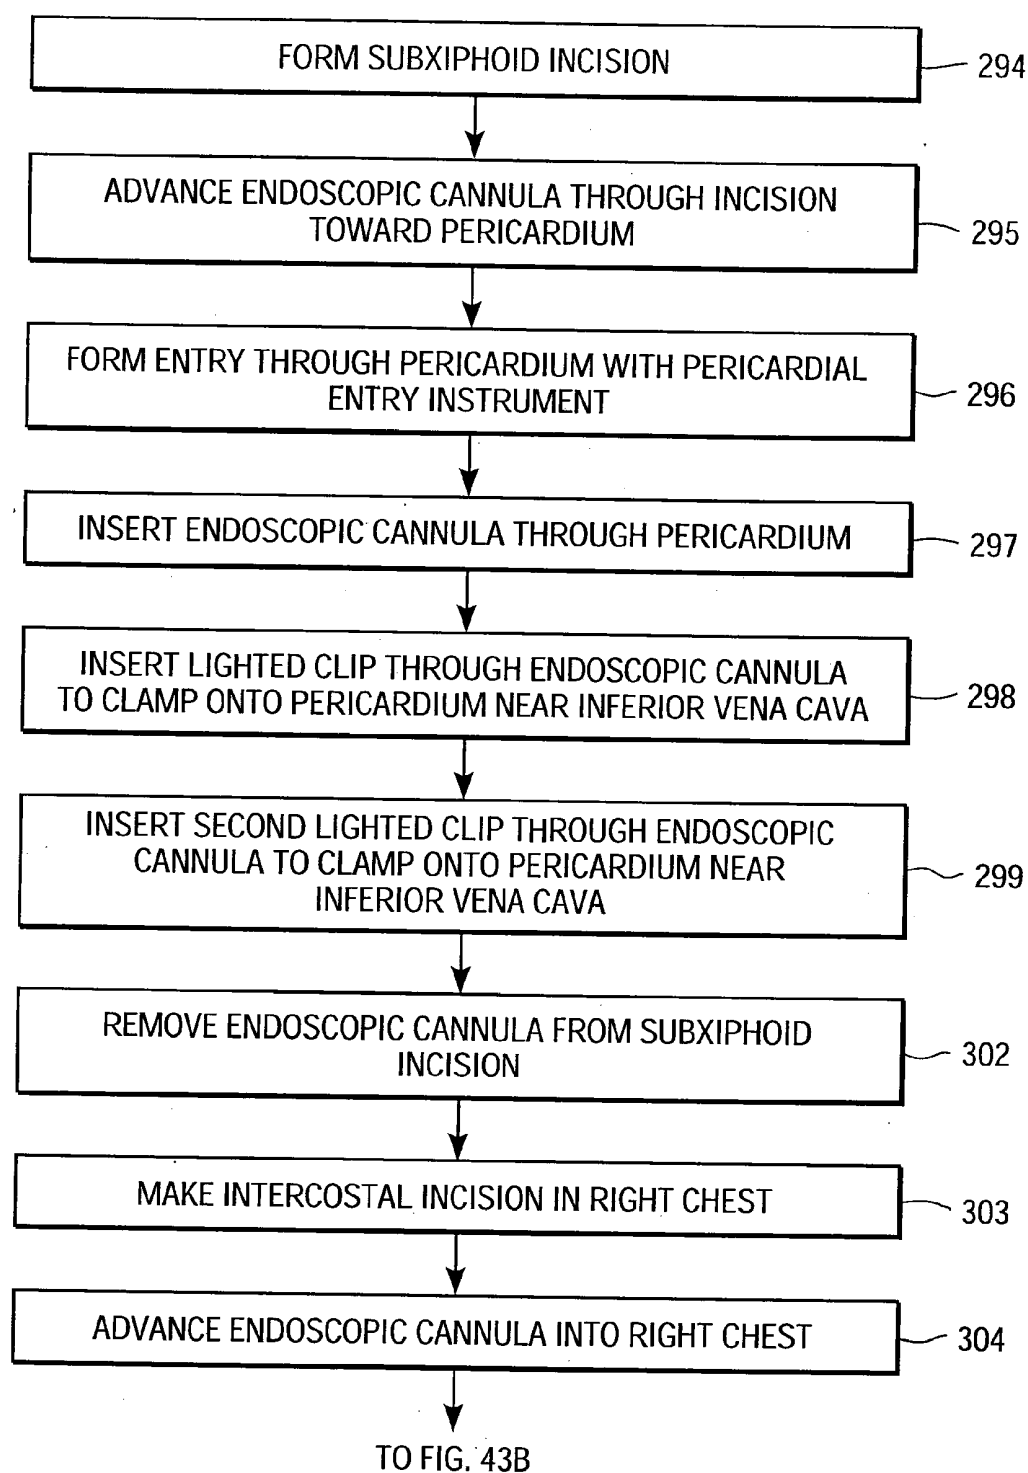 FORM SUBXIPHOID INCISION
294
ADVANCE ENDOSCOPIC CANNULA THROUGH INCISION
TOWARD PERICARDIUM
295
FORM ENTRY THROUGH PERICARDIUM WITH PERICARDIAL
ENTRY INSTRUMENT
296
INSERT ENDOSCOPIC CANNULA THROUGH PERICARDIUM
297
INSERT LIGHTED CLIP THROUGH ENDOSCOPIC CANNULA
TO CLAMP ONTO PERICARDIUM NEAR INFERIOR VENA CAVA
298
INSERT SECOND LIGHTED CLIP THROUGH ENDOSCOPIC
CANNULA TO CLAMP ONTO PERICARDIUM NEAR
INFERIOR VENA CAVA
299
REMOVE ENDOSCOPIC CANNULA FROM SUBXIPHOID
INCISION
302
MAKE INTERCOSTAL INCISION IN RIGHT CHEST
303
ADVANCE ENDOSCOPIC CANNULA INTO RIGHT CHEST
304
TO FIG. 43B